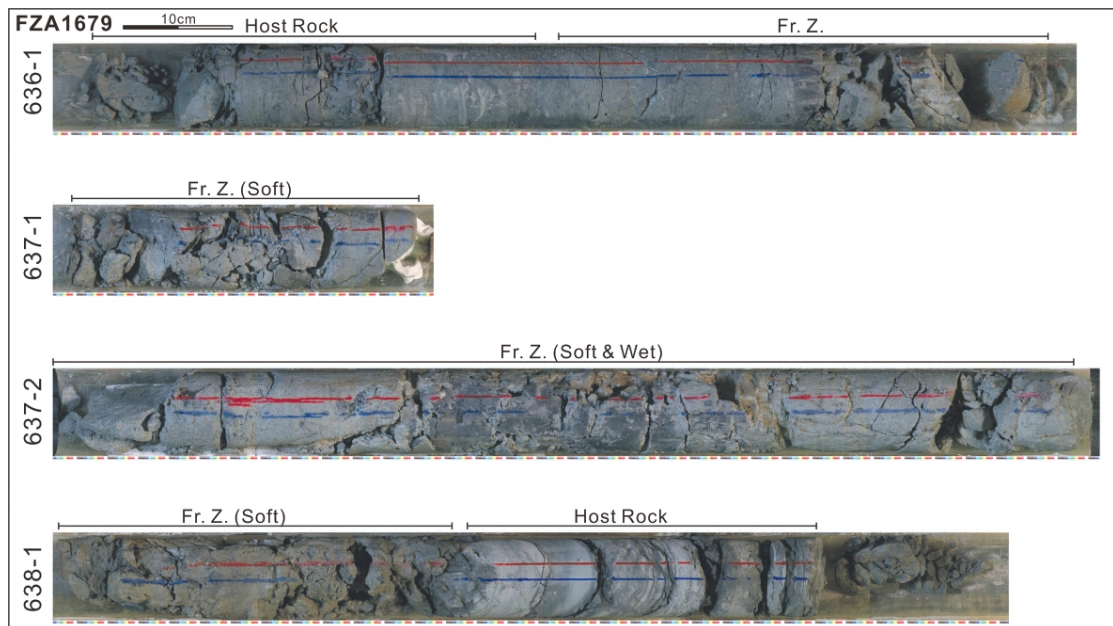 FZA1679
10cm
Host Rock
Fr. Z.
636-1
Fr. Z. (Soft)
637-1
Fr. Z. (Soft & Wet)
637-2
Fr. Z. (Soft)
Host Rock
638-1